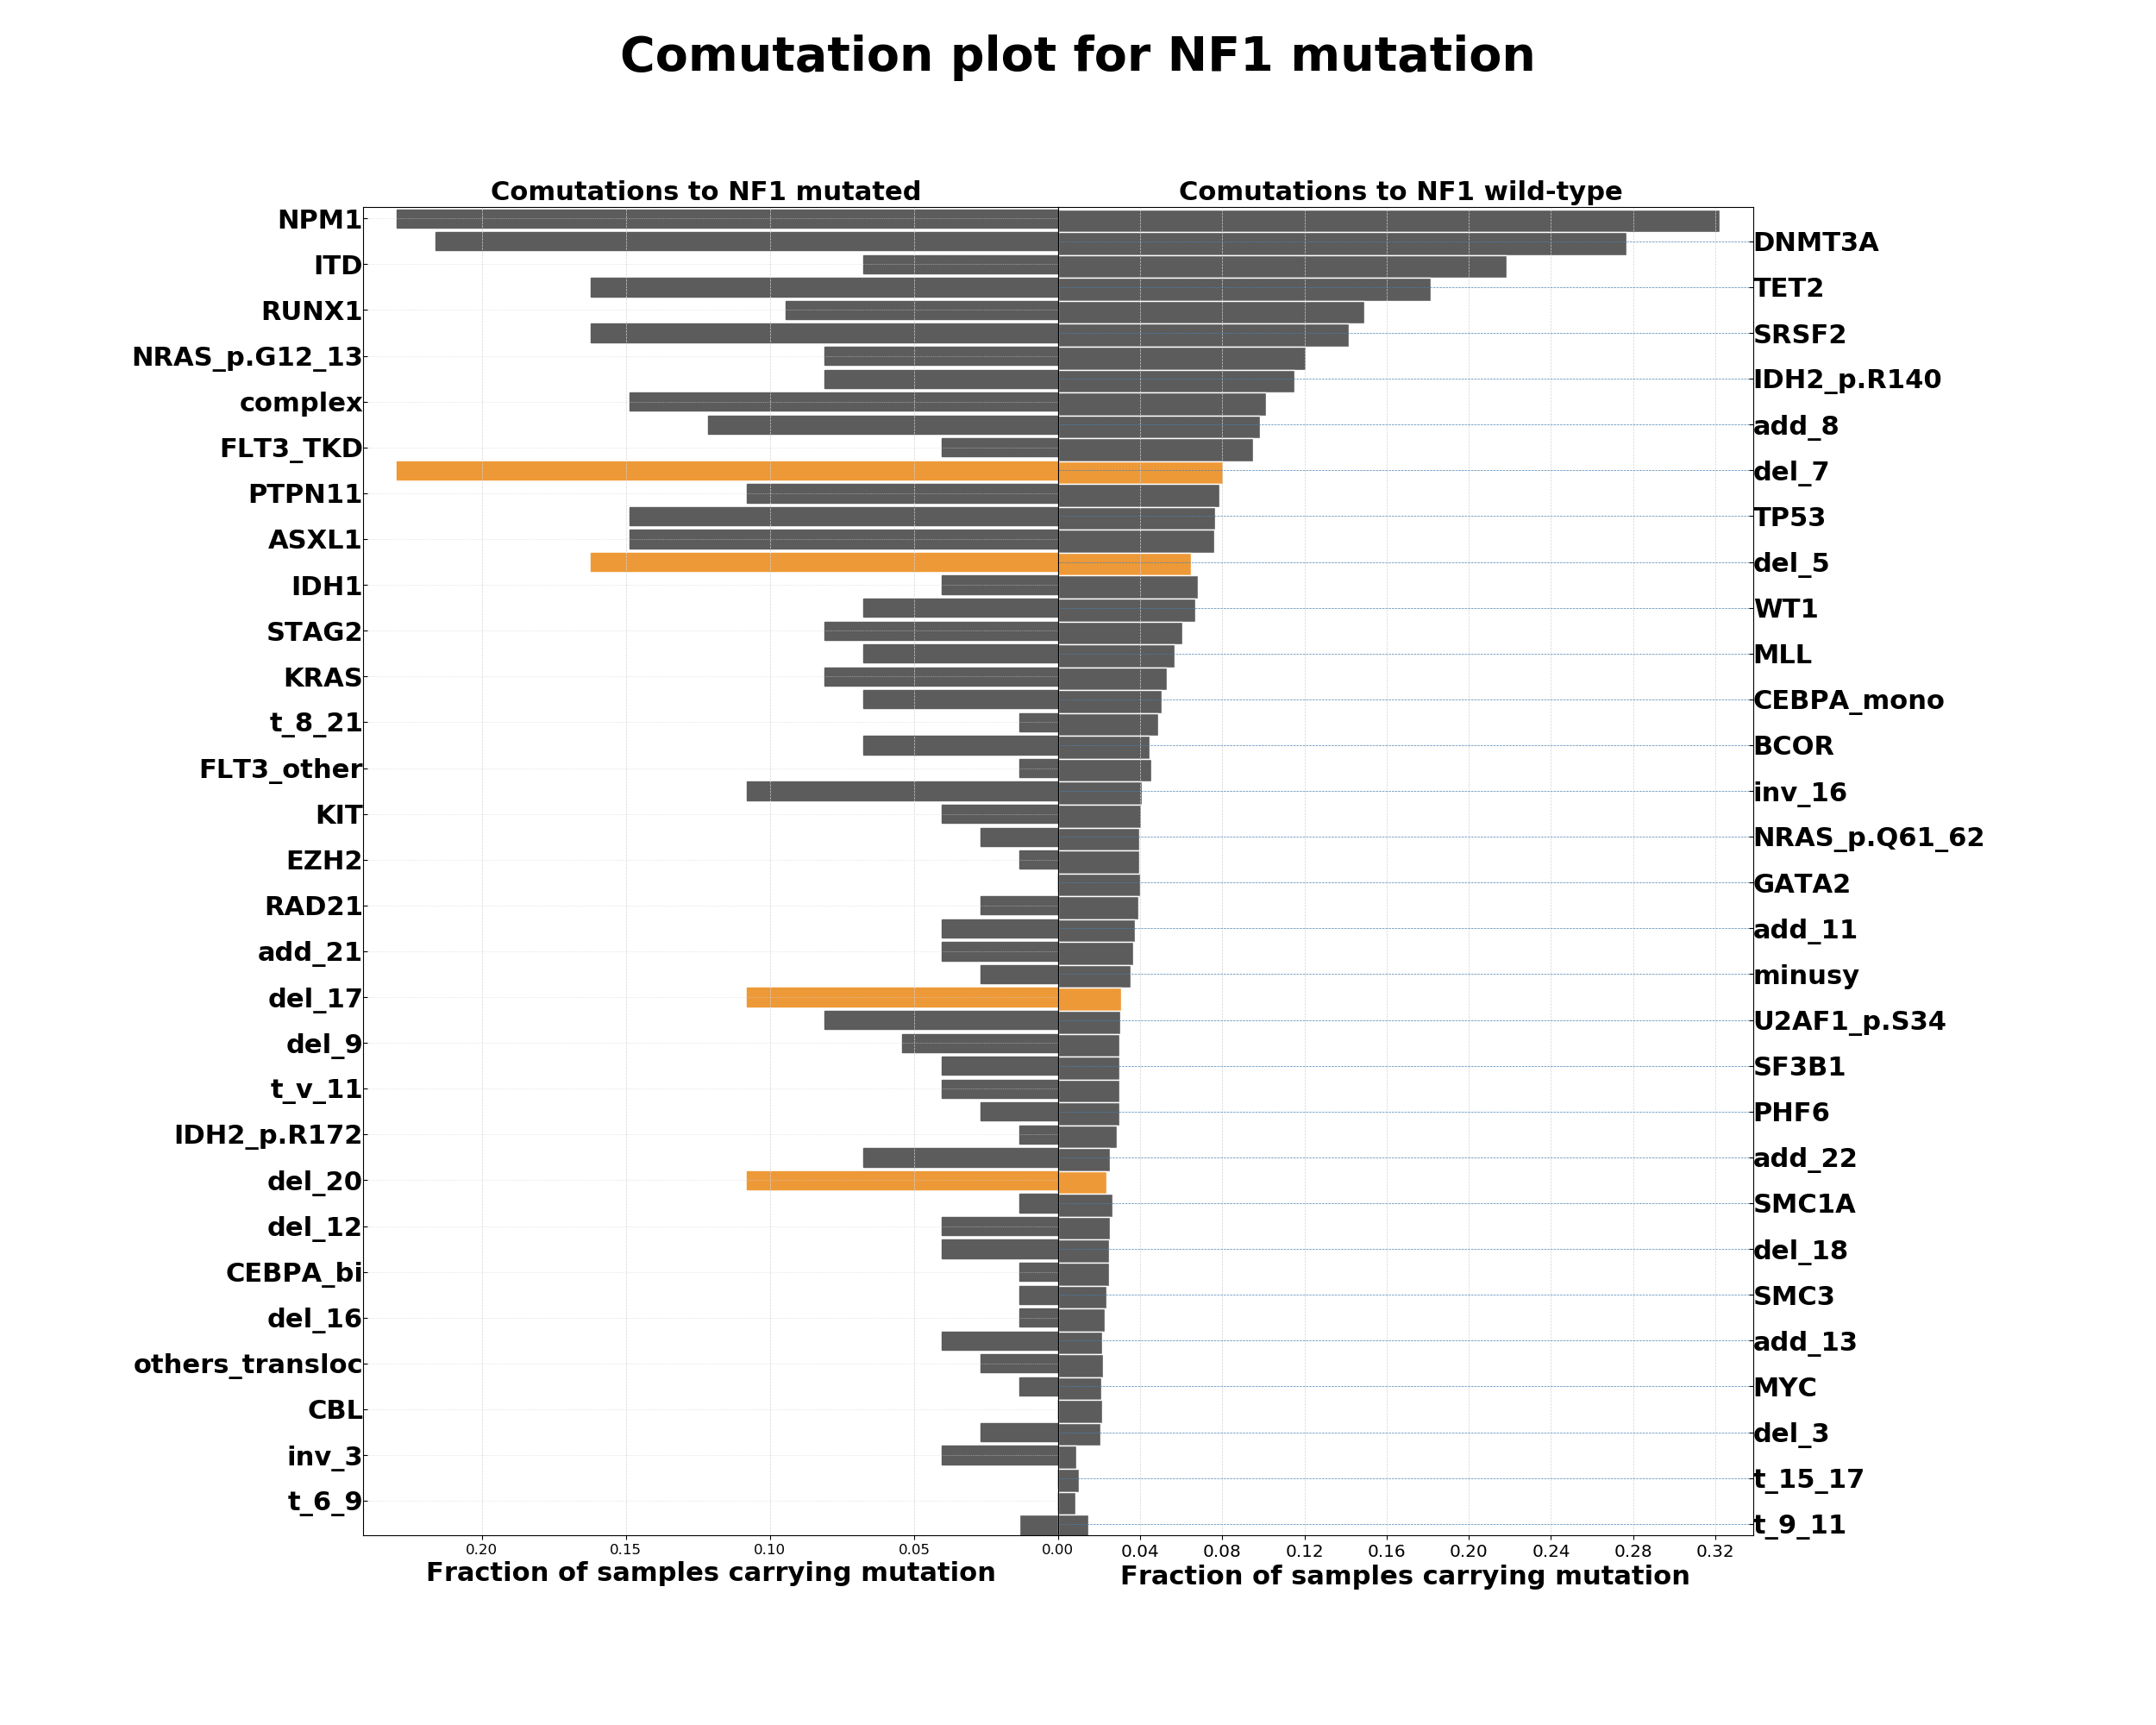 Comutation plot for NF1 mutation
Comutations to NF1 mutated
Comutations to NF1 wild-type
NPM1
DNMT3A
ITD
TET2
RUNX1
SRSF2
NRAS_p.G12_13
IDH2_p.R140
complex
add_8
FLT3_TKD
del_7
PTPN11
TP53
ASXL1
del_5
IDH1
WT1
STAG2
MLL
KRAS
CEBPA_mono
t_8_21
BCOR
FLT3_other
inv_16
KIT
NRAS_p.Q61_62
EZH2
GATA2
RAD21
add_11
add_21
minusy
del_17
U2AF1_p.S34
del_9
SF3B1
t_v_11
PHF6
IDH2_p.R172
add_22
del_20
SMC1A
del_12
del_18
CEBPA_bi
SMC3
del_16
add_13
others_transloc
MYC
CBL
del_3
inv_3
t_15_17
t_6_9
t_9_11
0.20 0.15 0.10 0.05 0.00 0.04 0.08 0.12 0.16 0.20 0.24 0.28 0.32
Fraction of samples carrying mutation
Fraction of samples carrying mutation